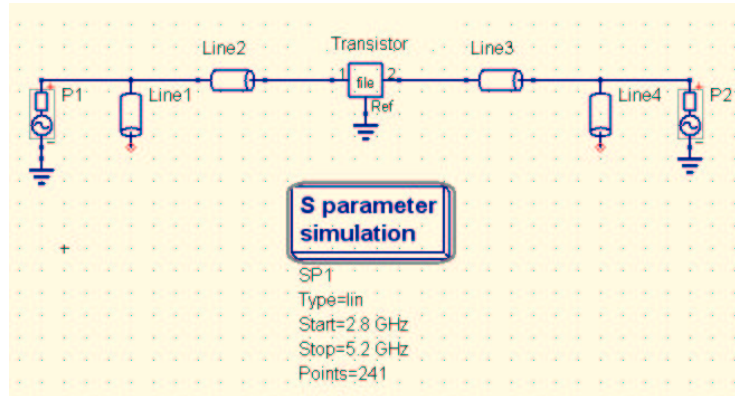 Line2
Transistor
Line3
1
file
2
Ref
P1
Line1
Line4
P2
S parameter
simulation
SP1
Type=lin
Start=2.8 GHz
Stop=5.2 GHz
Points=241